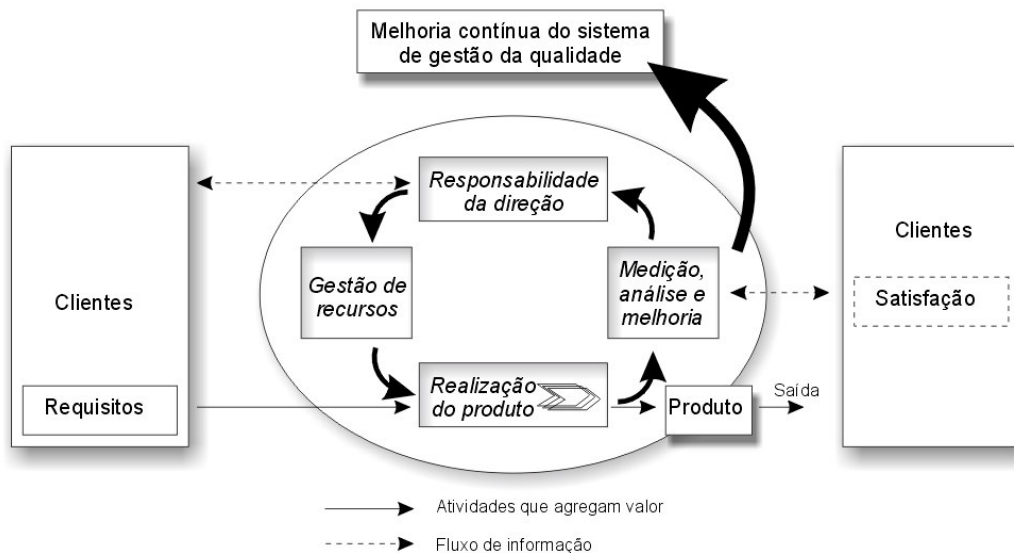 Melhoria contínua do sistema
de gestão da qualidade
Responsabilidade
da direção
Clientes
Gestão de
recursos
Medição,
análise e
melhoria
Clientes
Satisfação
Requisitos
Realização
do produto
Produto
Saída
Atividades que agregam valor
Fluxo de informação